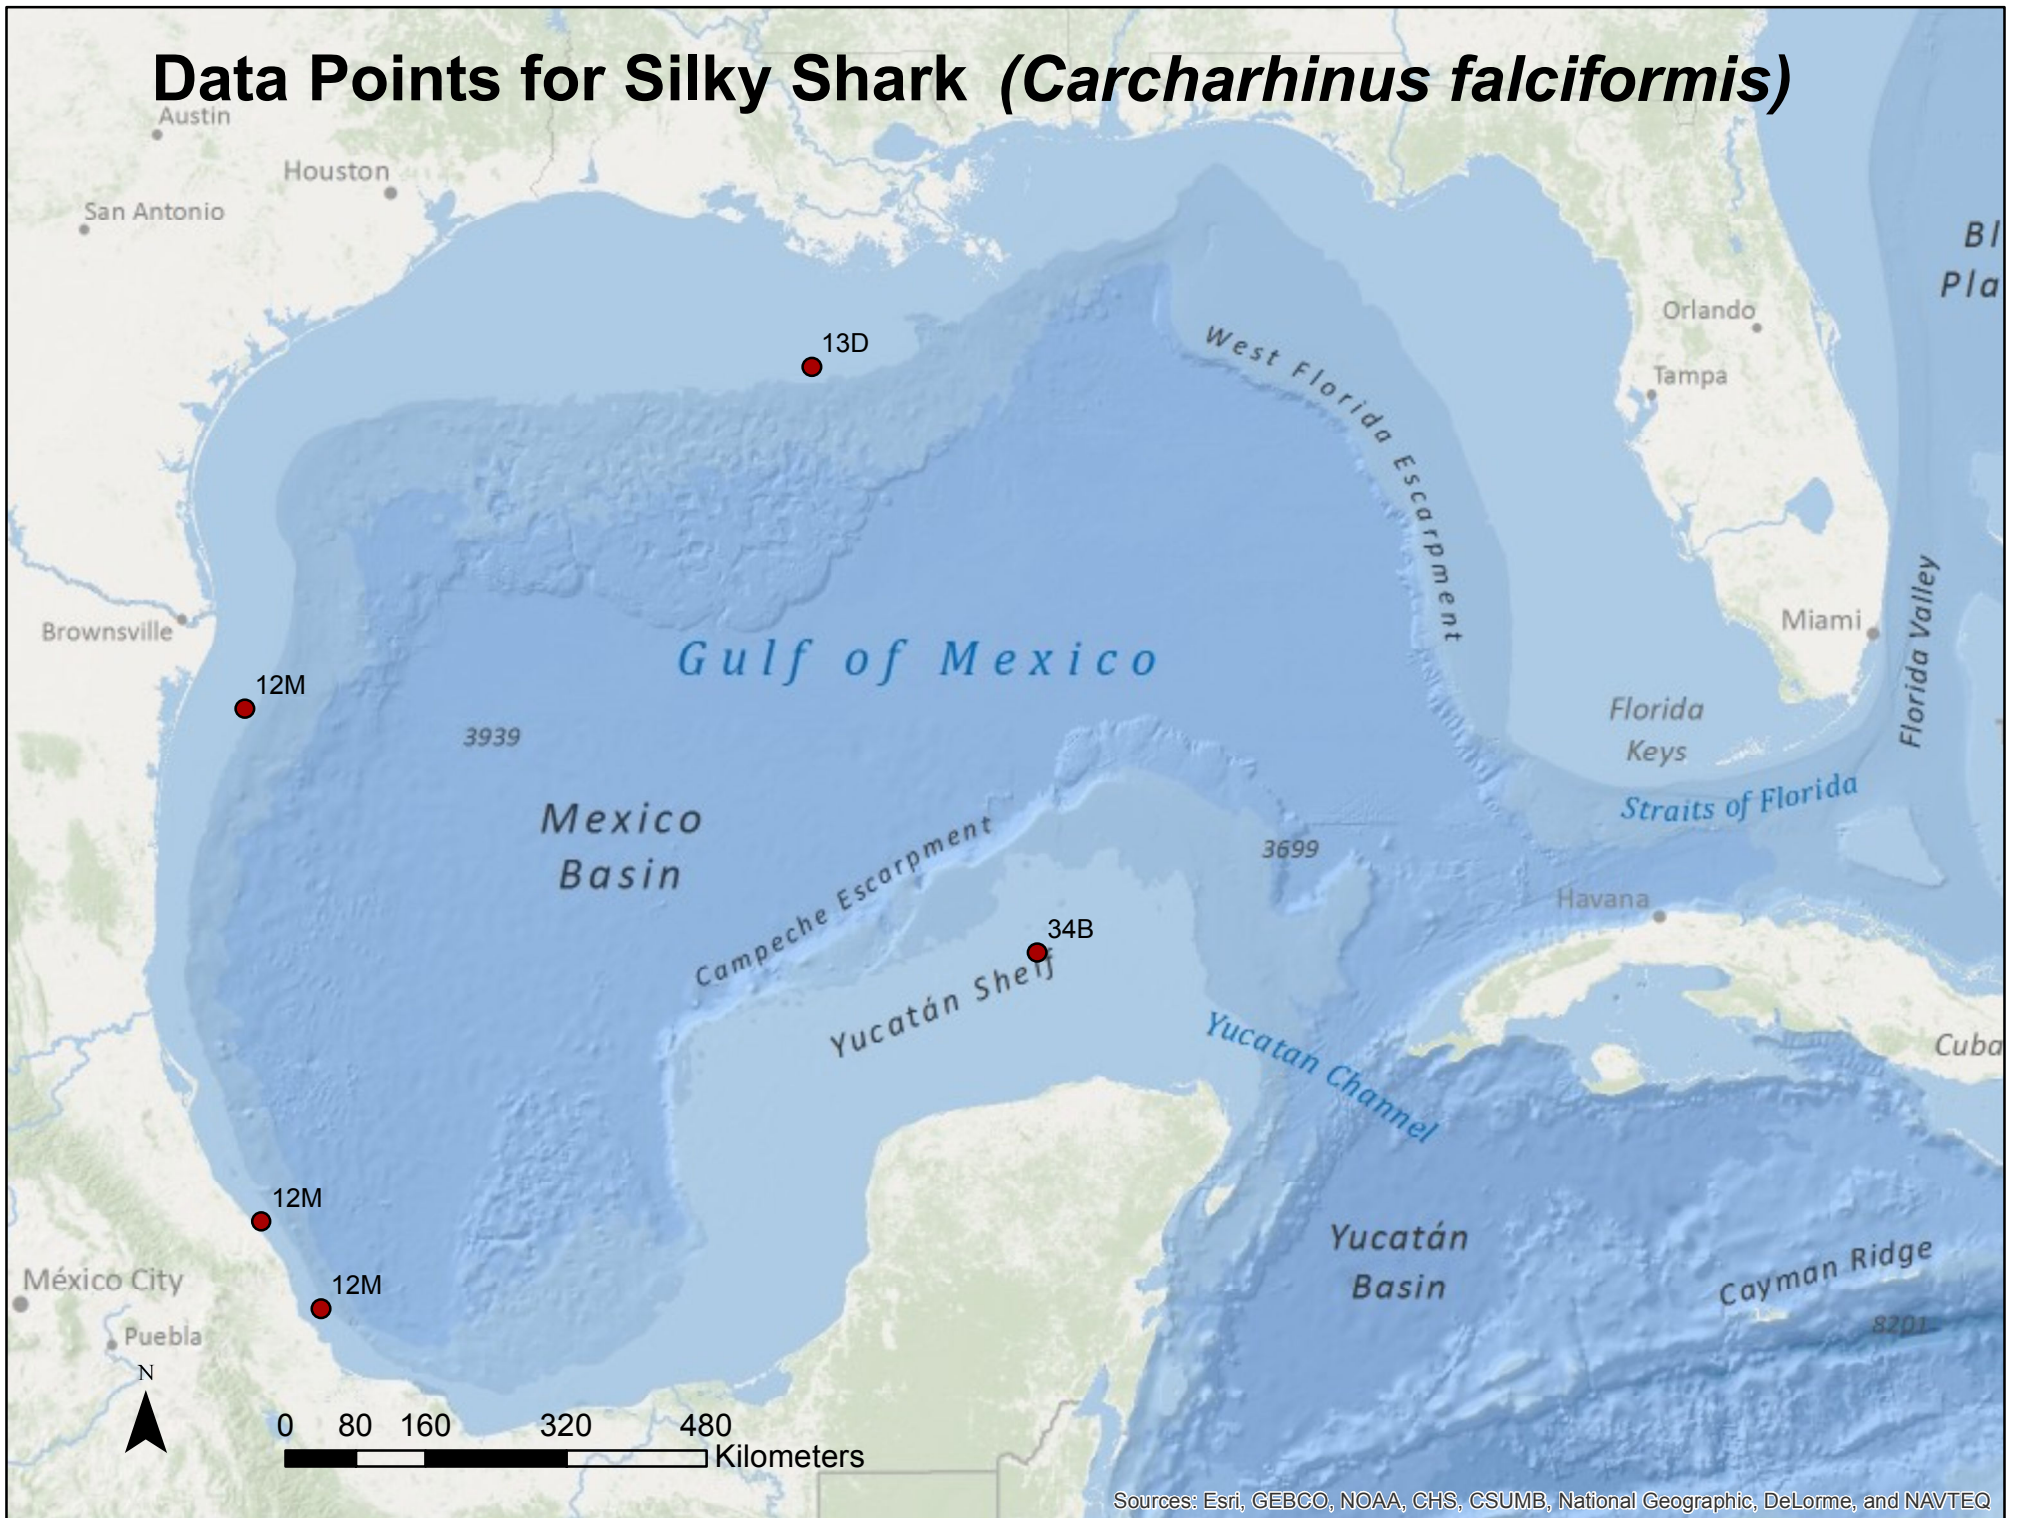 Data Points for Silky Shark (Carcharhinus falciformis)
Austin
Houston
San Antonio
Bl
Pla
Orlando
13D
West Florida Escarpment
Tampa
Brownsville
Miami
Gulf of Mexico
Florida Valley
12M
Florida
Keys
3939
Straits of Florida
Mexico
Basin
Campeche Escarpment
3699
Havana
34B
Yucatán Shelf
Yucatan Channel
Cuba
12M
Yucatán
Basin
Cayman Ridge
México City
12M
8201
Puebla
N
0 80 160 320 480
Kilometers
Sources: Esri, GEBCO, NOAA, CHS, CSUMB, National Geographic, DeLorme, and NAVTEQ